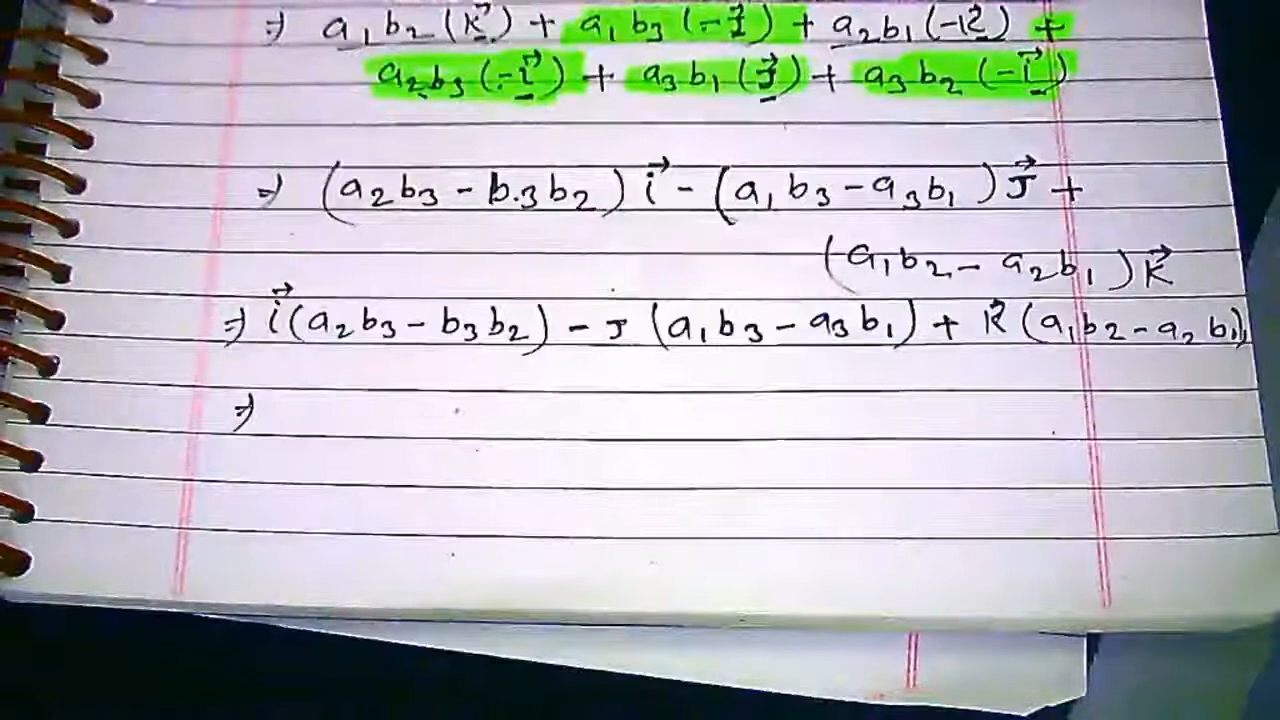 ⇒ a₁b₂(k⃗) + a₁b₃(-j⃗) + a₂b₁(-k⃗) +
a₂b₃(-i⃗) + a₃b₁(J⃗) + a₃b₂(-i⃗)
⇒ (a₂b₃ - b.₃b₂) i⃗ - (a₁b₃ - a₃b₁) J⃗ +
(a₁b₂ - a₂b₁) k⃗
⇒ i⃗(a₂b₃ - b₃b₂) - J(a₁b₃ - a₃b₁) + k⃗(a₁b₂ - a₂b₁)
⇒